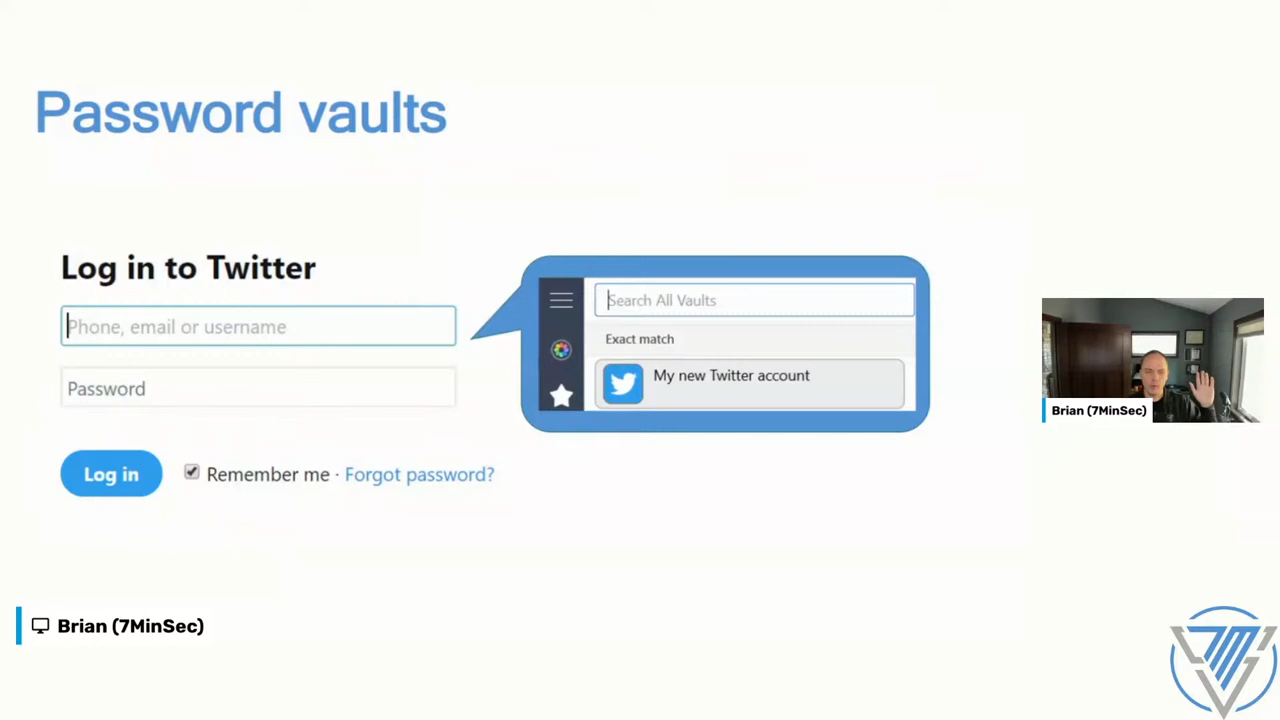 Password vaults
Log in to Twitter
Phone, email or username
Password
Log in
Remember me · Forgot password?
Search All Vaults
Exact match
My new Twitter account
Brian (7MinSec)
Brian (7MinSec)
7MS